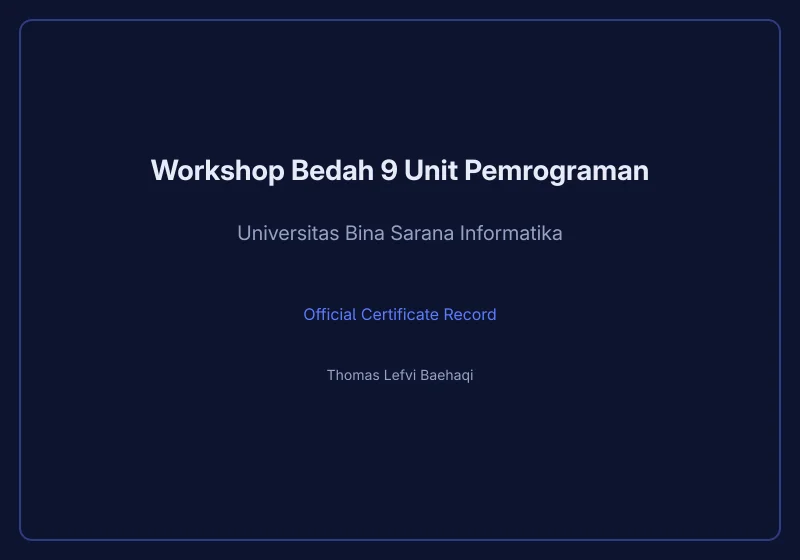 Workshop Bedah 9 Unit Pemrograman
Universitas Bina Sarana Informatika
Official Certificate Record
Thomas Lefvi Baehaqi